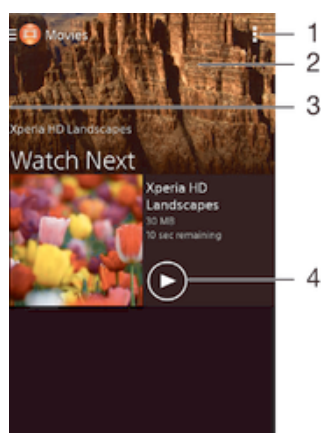 Movies
1
2
3
Xperia HD Landscapes
Watch Next
Xperia HD
Landscapes
30 MB
10 sec remaining
4